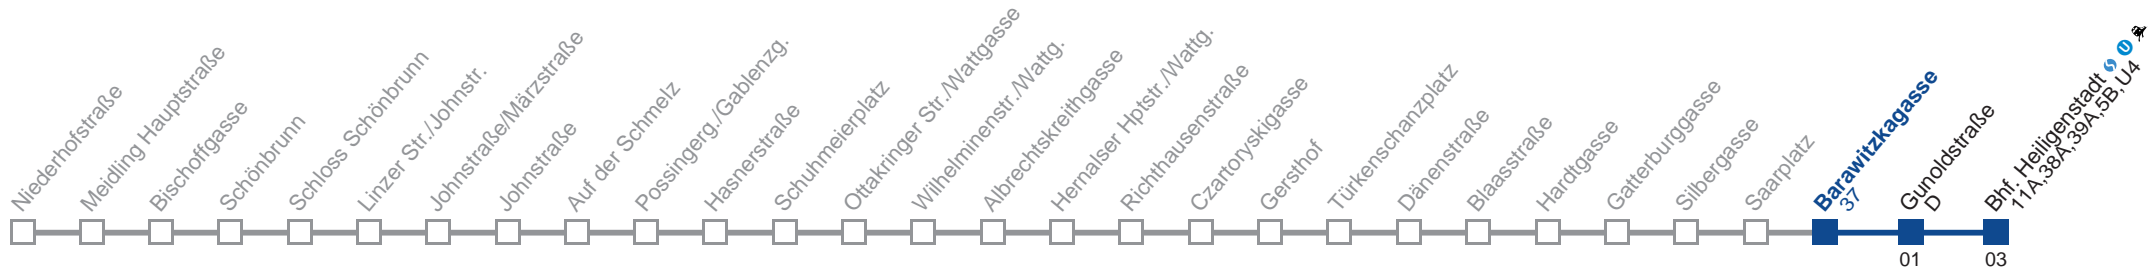 Niederhofstraße
Meidling Hauptstraße
Bischoffgasse
Schönbrunn
Schloss Schönbrunn
Linzer Str./Johnstr.
Johnstraße/Märzstraße
Johnstraße
Auf der Schmelz
Possingerg./Gablenzg.
Hasnerstraße
Schuhmeierplatz
Ottakringer Str./Wattgasse
Wilhelminenstr./Wattg.
Albrechtskreithgasse
Hernalser Hptstr./Wattg.
Richthausenstraße
Czartoryskigasse
Gersthof
Türkenschanzplatz
Dänenstraße
Blaasstraße
Hardtgasse
Gatterburggasse
Silbergasse
Saarplatz
Barawitzkagasse
37
Gunoldstraße
D
Bhf. Heiligenstadt S U
11A,38A,39A,5B,U4
01
03